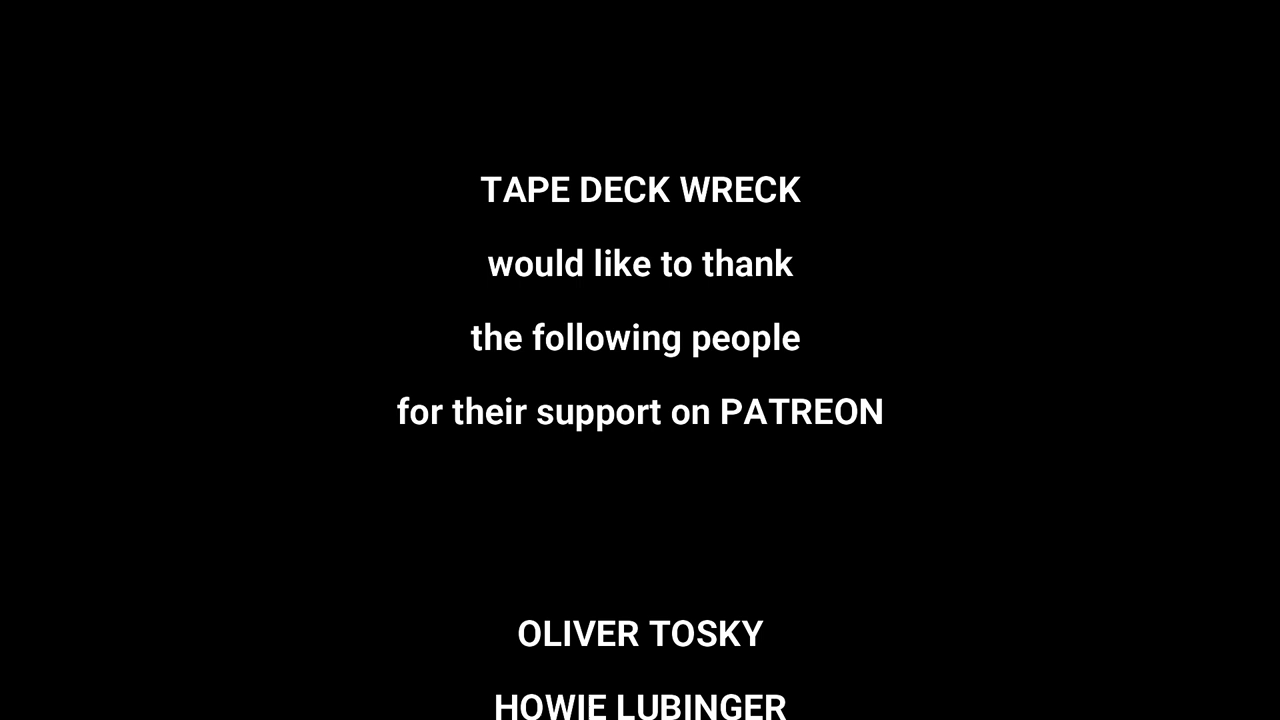 TAPE DECK WRECK
would like to thank
the following people
for their support on PATREON
OLIVER TOSKY
HOWIE LUBINGER